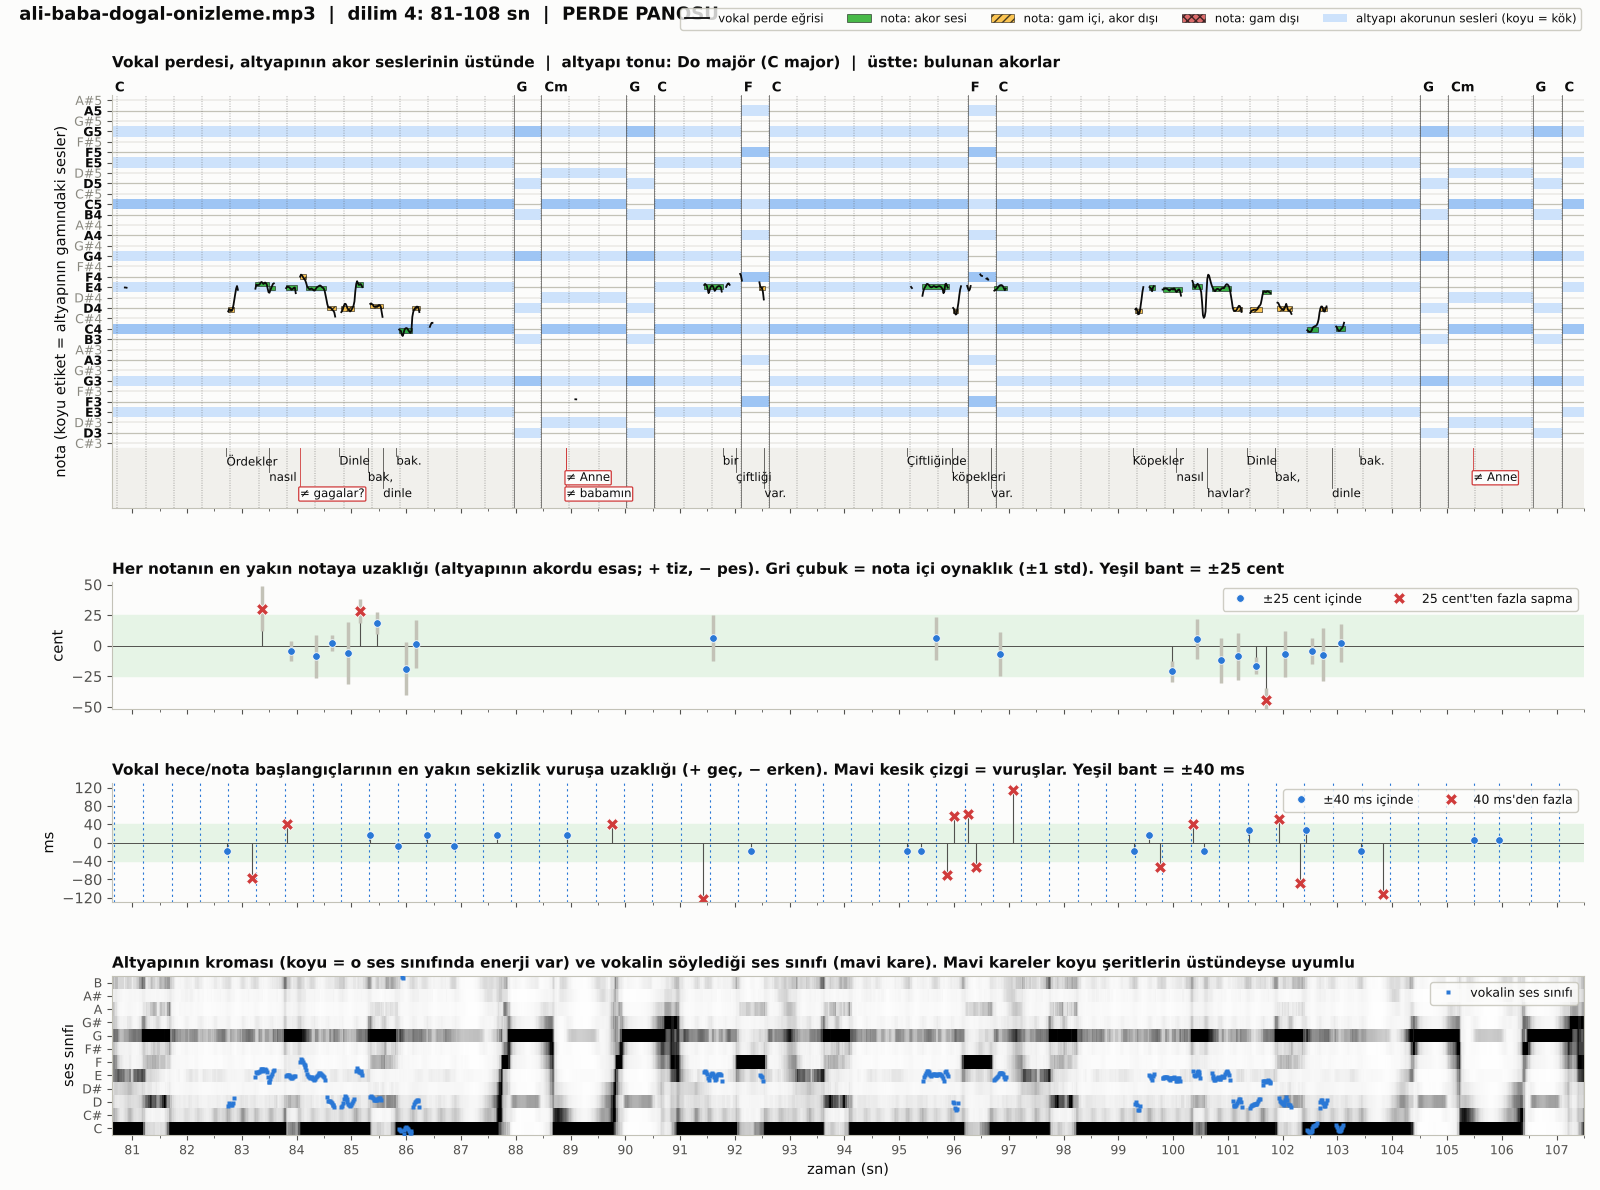 ali-baba-dogal-onizleme.mp3 | dilim 4: 81-108 sn | PERDE PANOSU
vokal perde eğrisi nota: akor sesi nota: gam içi, akor dışı nota: gam dışı altyapı akorunun sesleri (koyu = kök)
Vokal perdesi, altyapının akor seslerinin üstünde | altyapı tonu: Do majör (C major) | üstte: bulunan akorlar
C G Cm G C F C F C G Cm G C
nota (koyu etiket = altyapının gamındaki sesler)
A#5
A5
G#5
G5
F#5
F5
E5
D#5
D5
C#5
C5
B4
A#4
A4
G#4
G4
F#4
F4
E4
D#4
D4
C#4
C4
B3
A#3
A3
G#3
G3
F#3
F3
E3
D#3
D3
C#3
Ördekler Dinle bak. bir Çiftliğinde Köpekler Dinle bak.
nasıl bak, ≠ Anne çiftliği köpekleri nasıl bak, ≠ Anne
≠ gagalar? dinle ≠ babamın var. var. havlar? dinle
Her notanın en yakın notaya uzaklığı (altyapının akordu esas; + tiz, − pes). Gri çubuk = nota içi oynaklık (±1 std). Yeşil bant = ±25 cent
±25 cent içinde 25 cent'ten fazla sapma
cent
50
25
0
−25
−50
Vokal hece/nota başlangıçlarının en yakın sekizlik vuruşa uzaklığı (+ geç, − erken). Mavi kesik çizgi = vuruşlar. Yeşil bant = ±40 ms
±40 ms içinde 40 ms'den fazla
ms
120
80
40
0
−40
−80
−120
Altyapının kroması (koyu = o ses sınıfında enerji var) ve vokalin söylediği ses sınıfı (mavi kare). Mavi kareler koyu şeritlerin üstündeyse uyumlu
vokalin ses sınıfı
ses sınıfı
B
A#
A
G#
G
F#
F
E
D#
D
C#
C
81 82 83 84 85 86 87 88 89 90 91 92 93 94 95 96 97 98 99 100 101 102 103 104 105 106 107
zaman (sn)